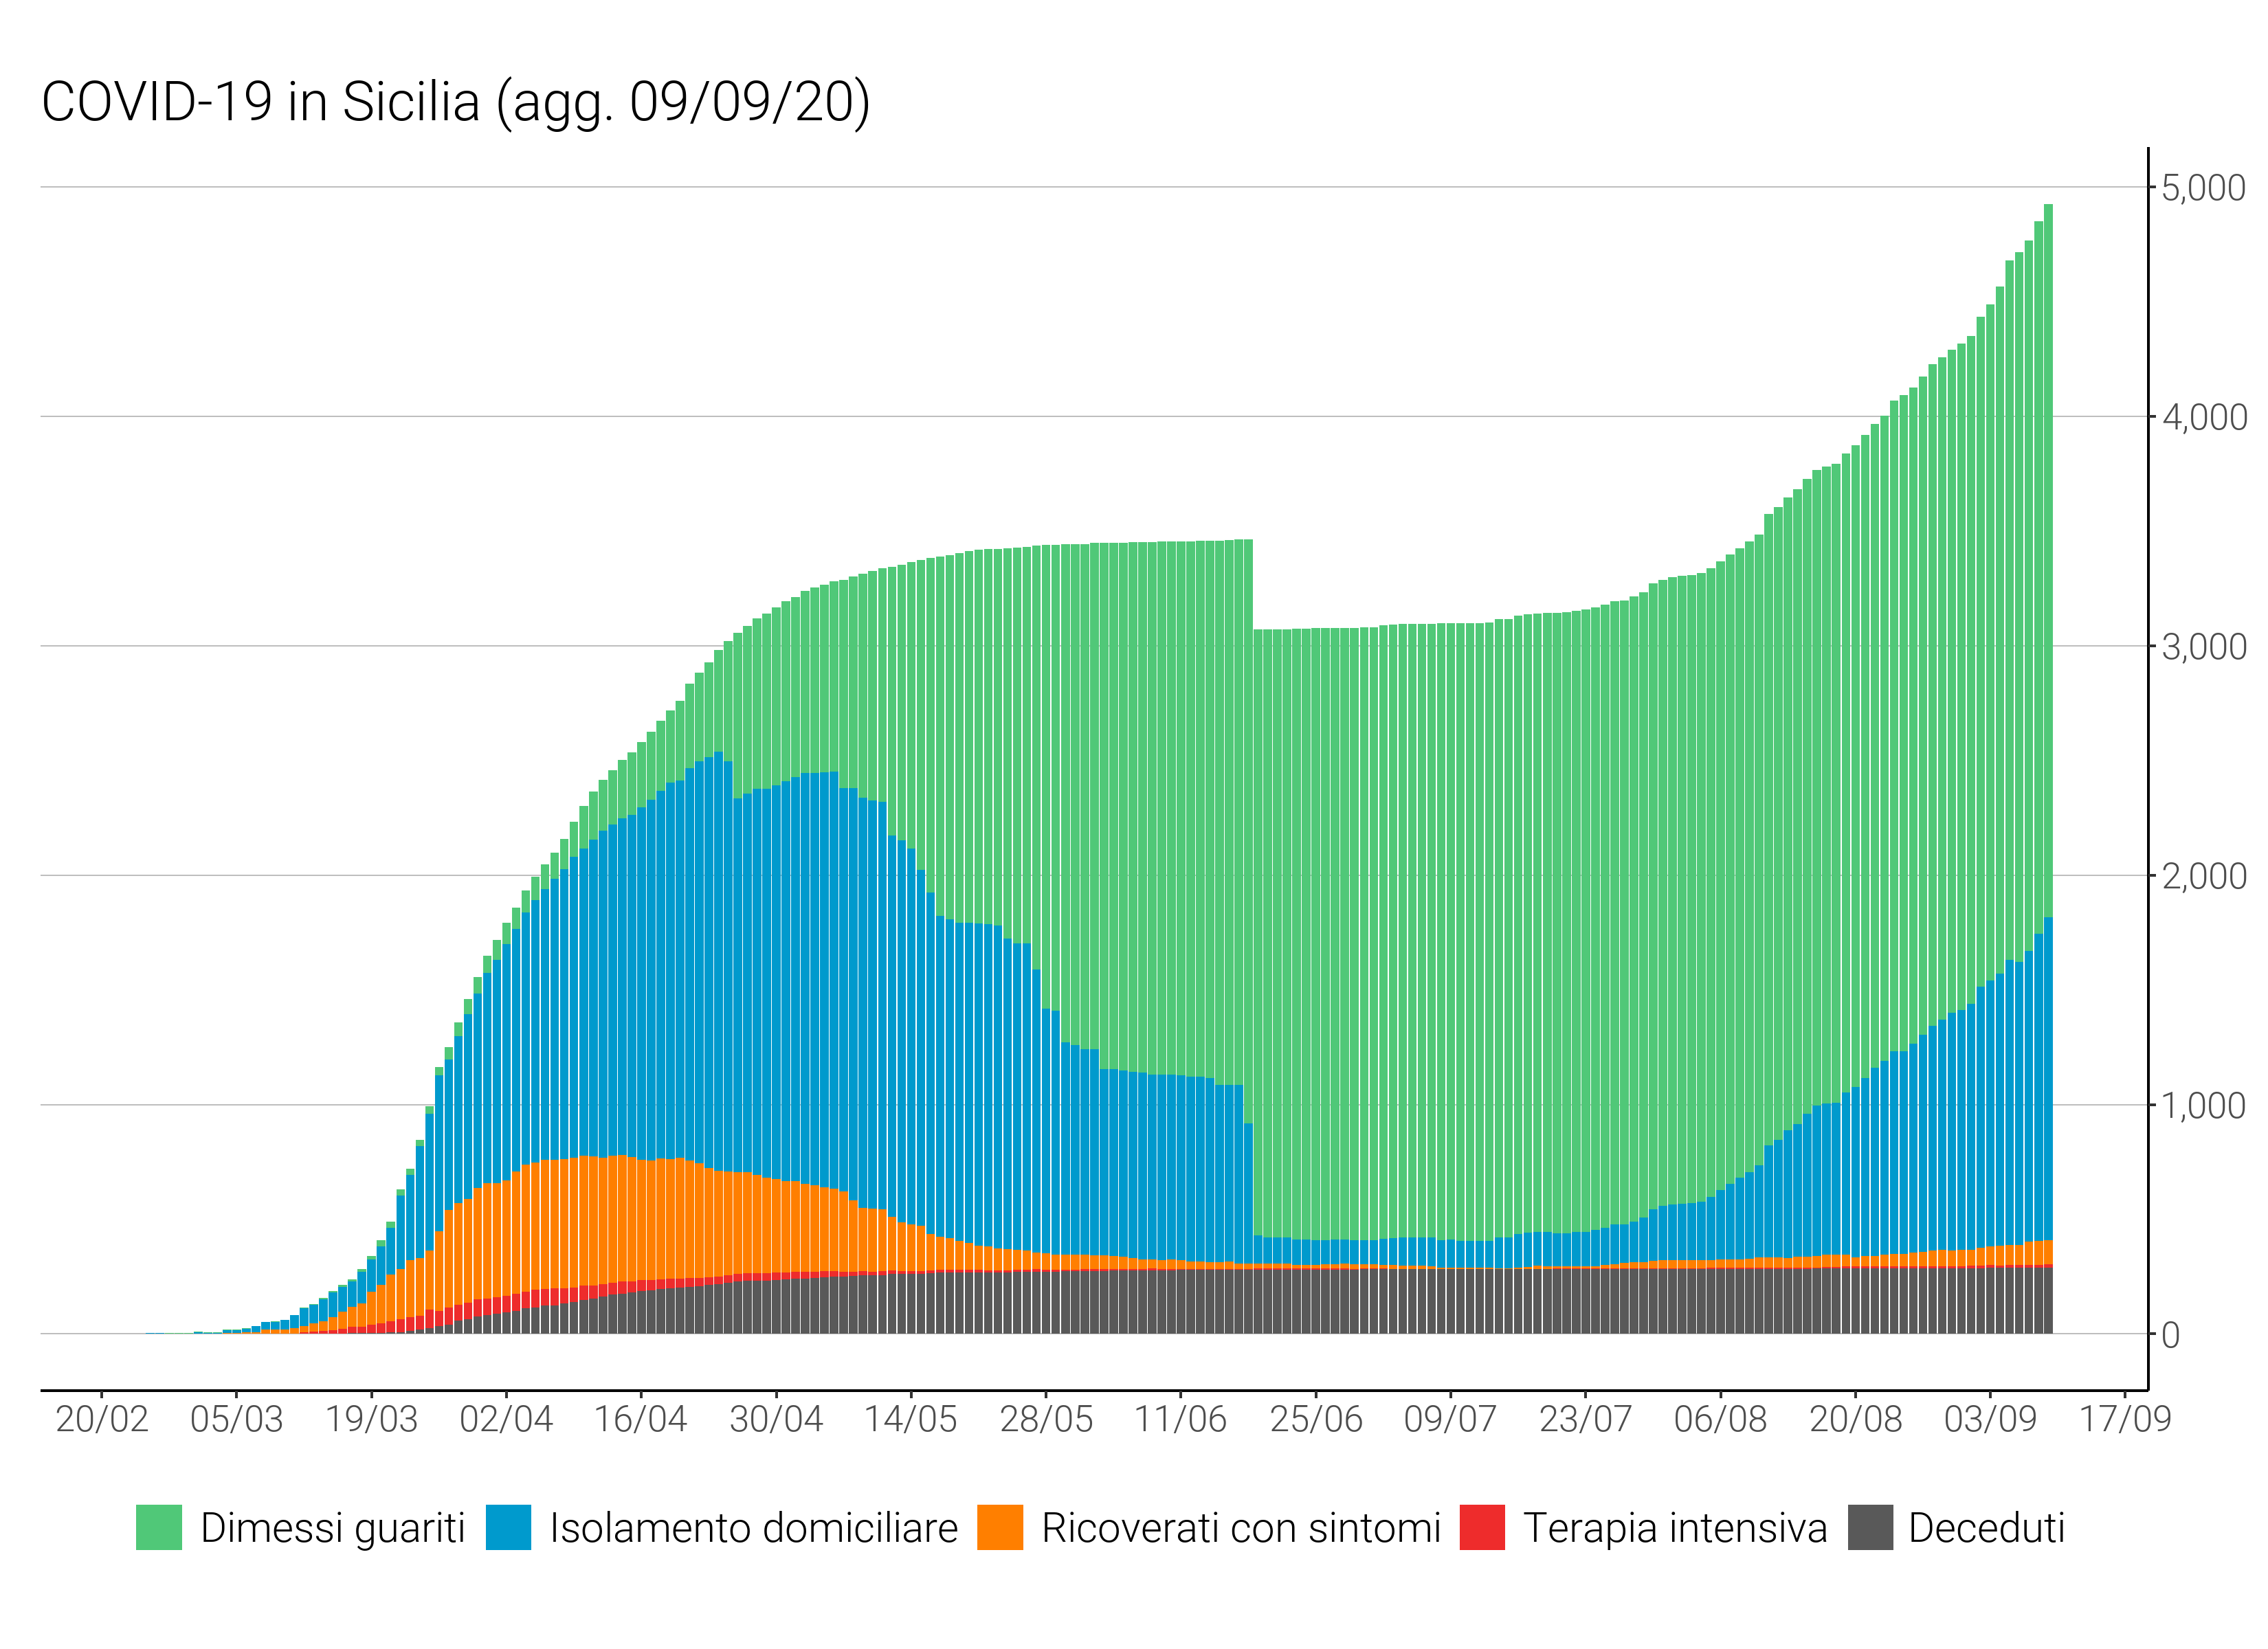 COVID-19 in Sicilia (agg. 09/09/20)
5,000
4,000
3,000
2,000
1,000
0
20/02 05/03 19/03 02/04 16/04 30/04 14/05 28/05 11/06 25/06 09/07 23/07 06/08 20/08 03/09 17/09
Dimessi guariti Isolamento domiciliare Ricoverati con sintomi Terapia intensiva Deceduti